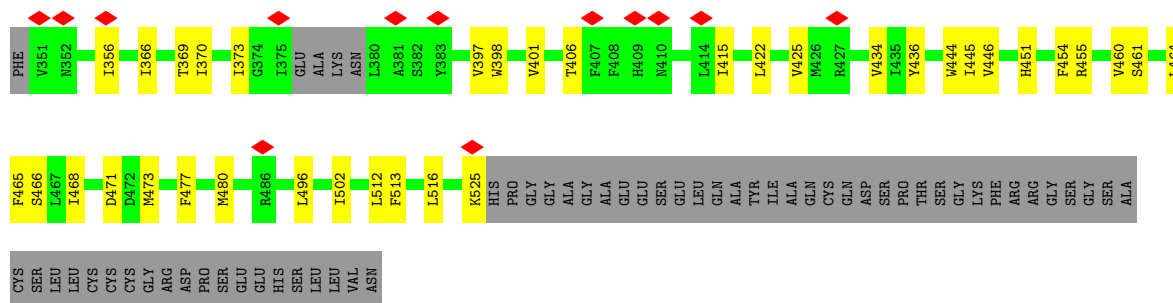 PHE V351 N352 I356 I366 T369 I370 I373 G374 I375 GLU ALA LYS ASN L380 A381 S382 Y383 V397 W398 V401 T406 F407 F408 H409 N410 L414 I415 L422 V425 M426 R427 V434 I435 Y436 W444 I445 V446 H451 F454 R455 V460 S461 L464
F465 S466 L467 I468 D471 D472 M473 F477 M480 R486 L496 I502 L512 F513 L516 K525 HIS PRO GLY GLY ALA GLY ALA GLU GLU SER GLU LEU GLN ALA TYR ILE ALA GLN CYS GLN ASP SER PRO THR SER GLY LYS PHE ARG ARG GLY SER GLY SER ALA
CYS SER LEU LEU CYS CYS CYS GLY ARG ASP PRO SER GLU GLU HIS SER LEU LEU VAL ASN